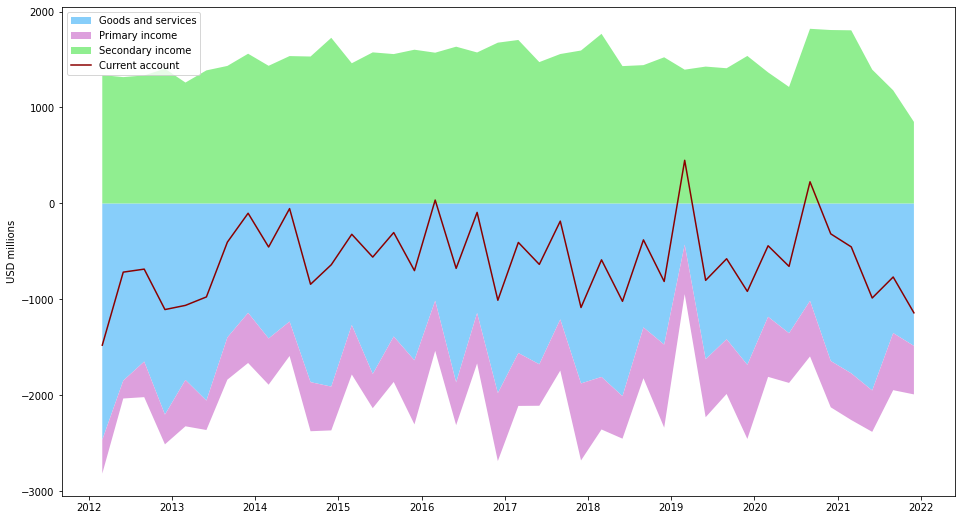 Goods and services
Primary income
Secondary income
Current account
USD millions
2000
1000
0
−1000
−2000
−3000
2012 2013 2014 2015 2016 2017 2018 2019 2020 2021 2022